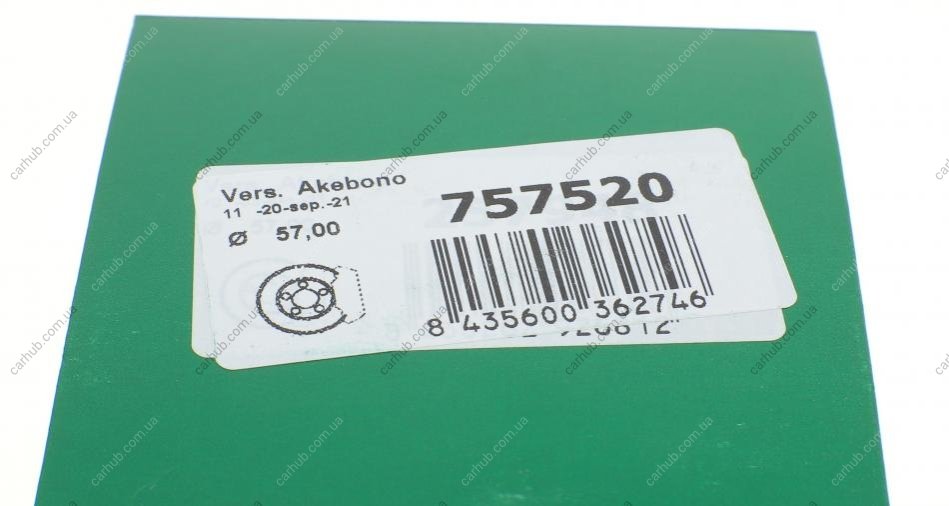 Vers. Akebono
11 -20-sep.-21
Ø 57,00
757520
8 435600 362746
carhub.com.ua